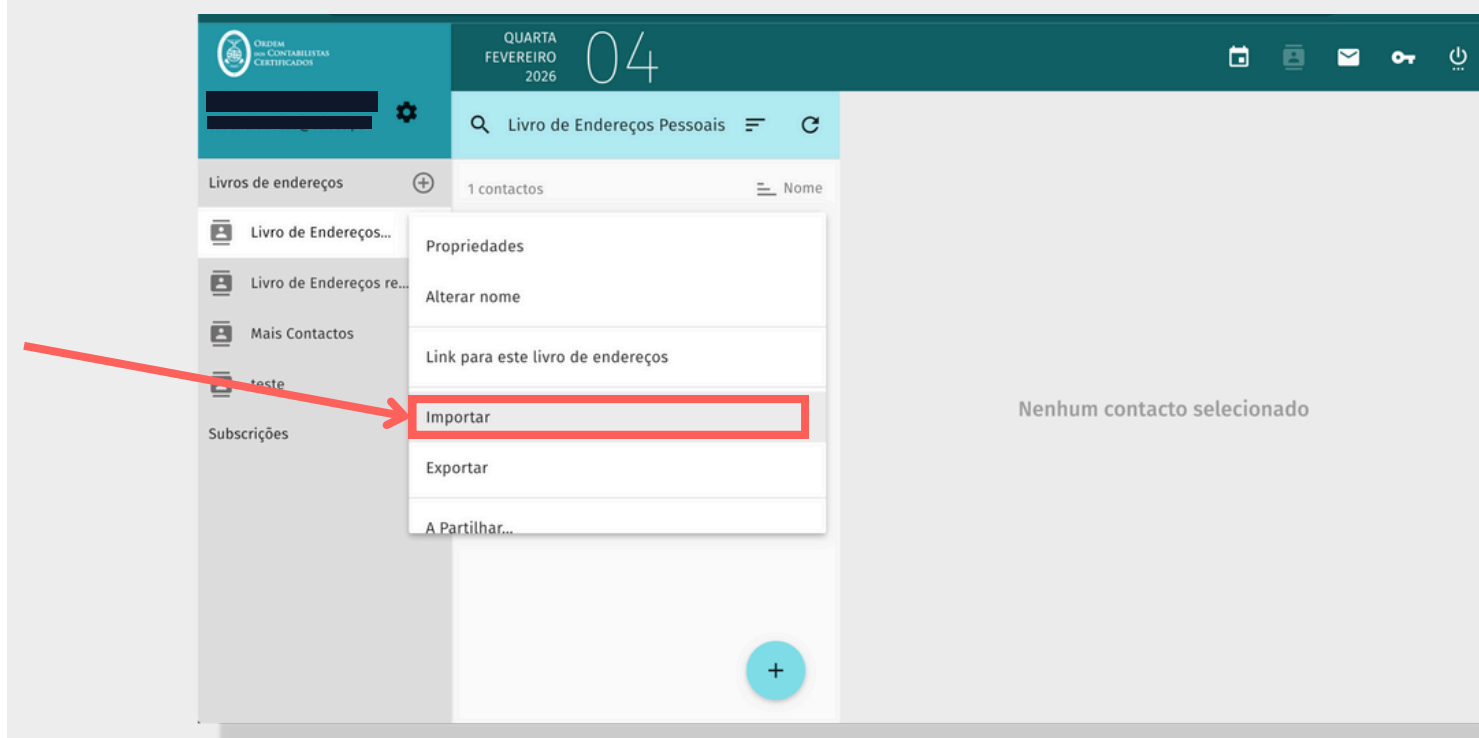 ORDEM
DOS CONTABILISTAS
CERTIFICADOS
QUARTA
FEVEREIRO
2026
04
Livro de Endereços Pessoais
Livros de endereços
1 contactos
Nome
Livro de Endereços...
Livro de Endereços re...
Mais Contactos
teste
Subscrições
Propriedades
Alterar nome
Link para este livro de endereços
Importar
Exportar
A Partilhar...
Nenhum contacto selecionado